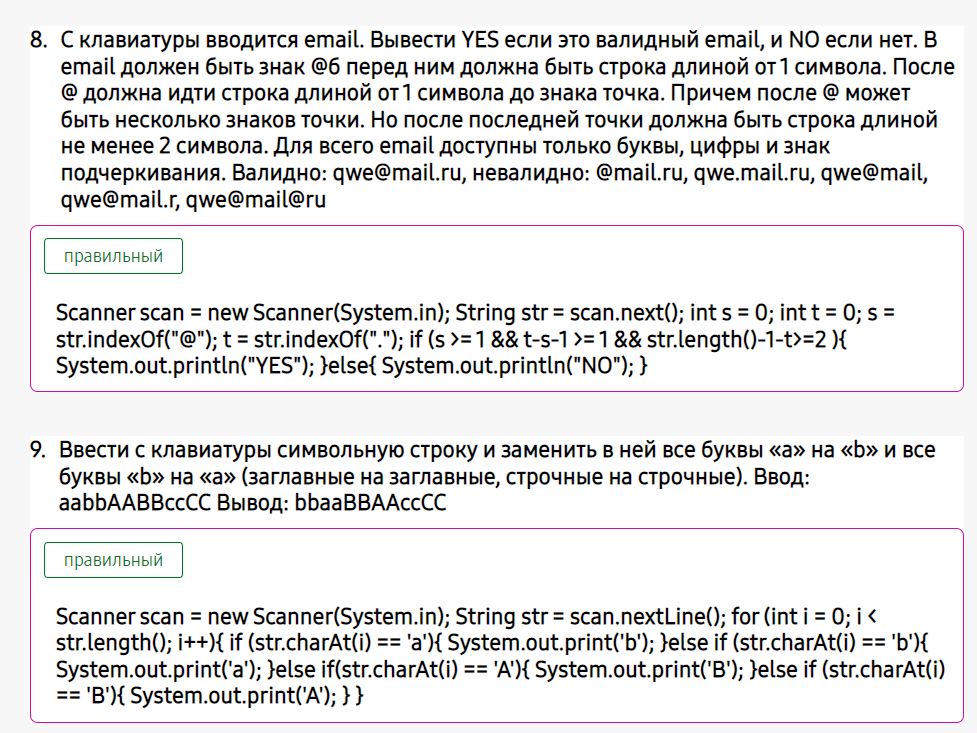 8. С клавиатуры вводится email. Вывести YES если это валидный email, и NO если нет. В
email должен быть знак @б перед ним должна быть строка длиной от 1 символа. После
@ должна идти строка длиной от 1 символа до знака точка. Причем после @ может
быть несколько знаков точки. Но после последней точки должна быть строка длиной
не менее 2 символа. Для всего email доступны только буквы, цифры и знак
подчеркивания. Валидно: qwe@mail.ru, невалидно: @mail.ru, qwe.mail.ru, qwe@mail,
qwe@mail.r, qwe@mail@ru
правильный
Scanner scan = new Scanner(System.in); String str = scan.next(); int s = 0; int t = 0; s =
str.indexOf("@"); t = str.indexOf("."); if (s >= 1 && t-s-1 >= 1 && str.length()-1-t>=2 ){
System.out.println("YES"); }else{ System.out.println("NO"); }
9. Ввести с клавиатуры символьную строку и заменить в ней все буквы «a» на «b» и все
буквы «b» на «a» (заглавные на заглавные, строчные на строчные). Ввод:
aabbAABBccCC Вывод: bbaaBBAAccCC
правильный
Scanner scan = new Scanner(System.in); String str = scan.nextLine(); for (int i = 0; i <
str.length(); i++){ if (str.charAt(i) == 'a'){ System.out.print('b'); }else if (str.charAt(i) == 'b'){
System.out.print('a'); }else if(str.charAt(i) == 'A'){ System.out.print('B'); }else if (str.charAt(i)
== 'B'){ System.out.print('A'); } }